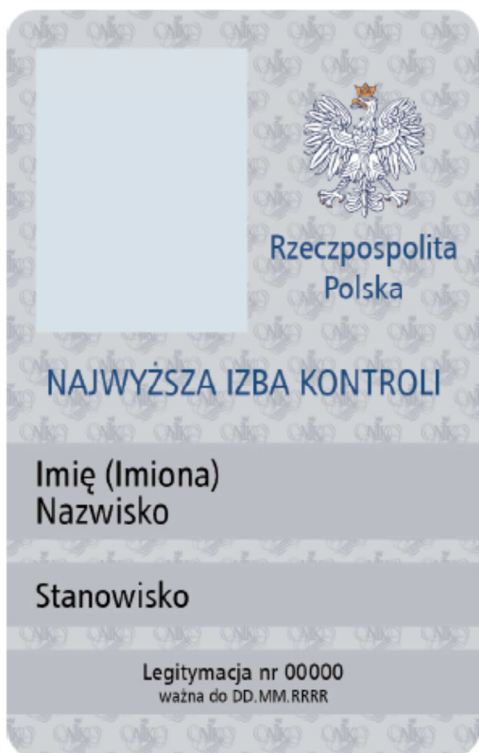 Rzeczpospolita
Polska
NAJWYŻSZA IZBA KONTROLI
Imię (Imiona)
Nazwisko
Stanowisko
Legitymacja nr 00000
ważna do DD.MM.RRRR